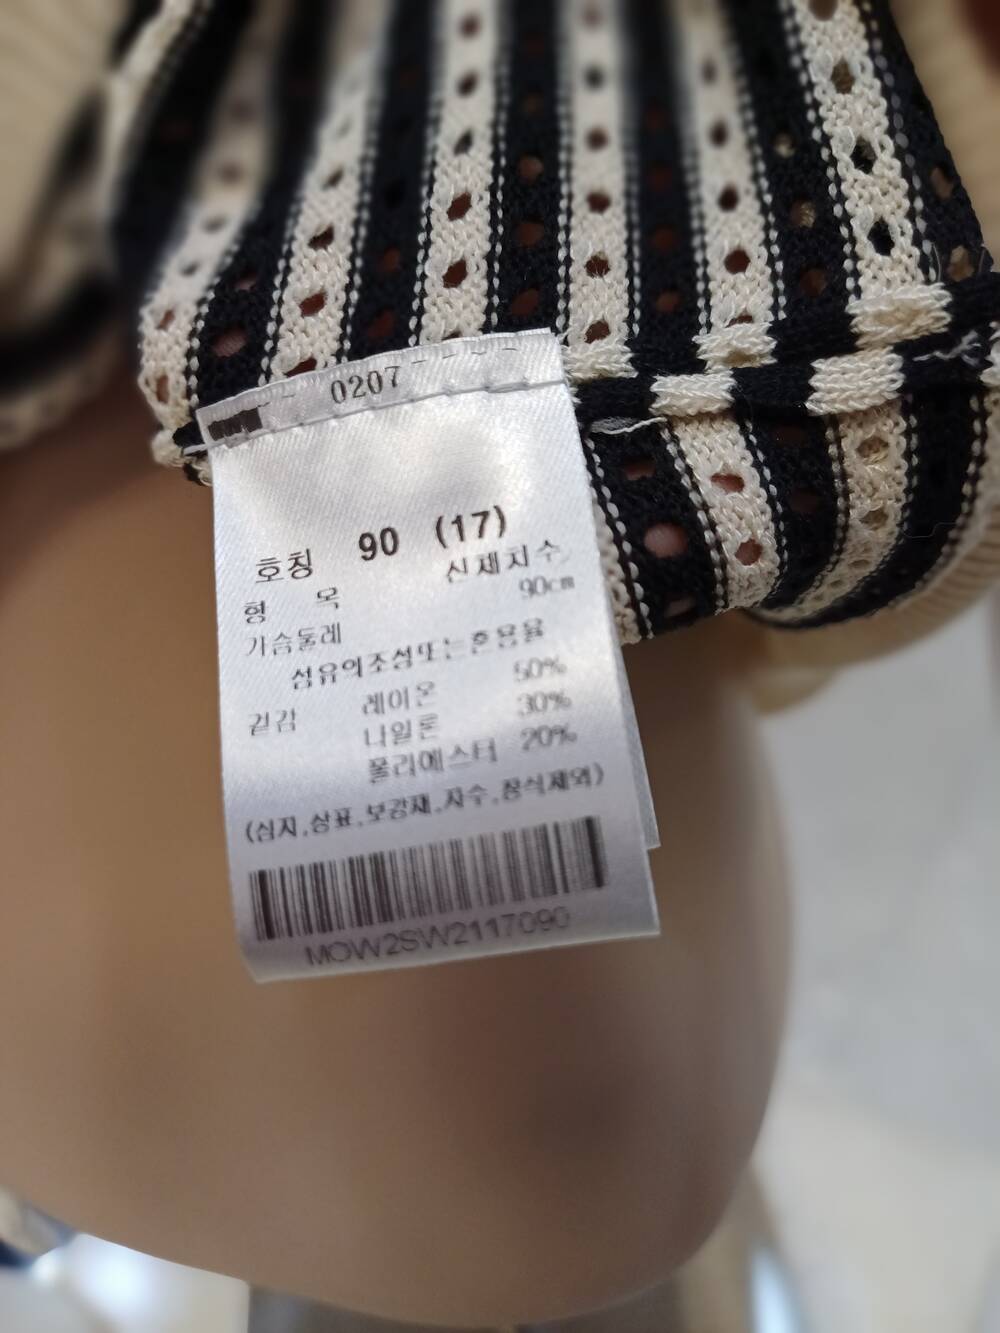 0207
호칭 90 (17)
형 목 신체치수
가슴둘레 90cm
섬유의조성또는혼용율
겉감 레이온 50%
나일론 30%
폴리에스터 20%
(심지,상표,보강재,자수,장식제외)
MOW2SW2117090